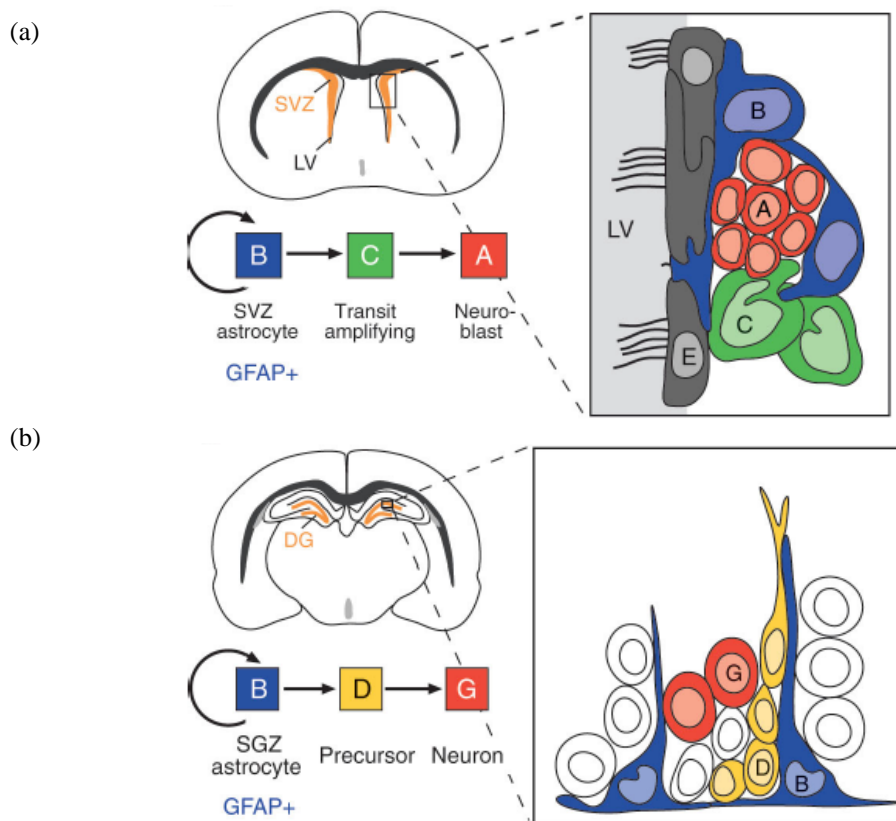 (a)
SVZ
LV
B
C
A
SVZ
astrocyte
Transit
amplifying
Neuro-
blast
GFAP+
B
A
LV
C
E
(b)
DG
B
D
G
SGZ
astrocyte
Precursor
Neuron
GFAP+
G
D
B